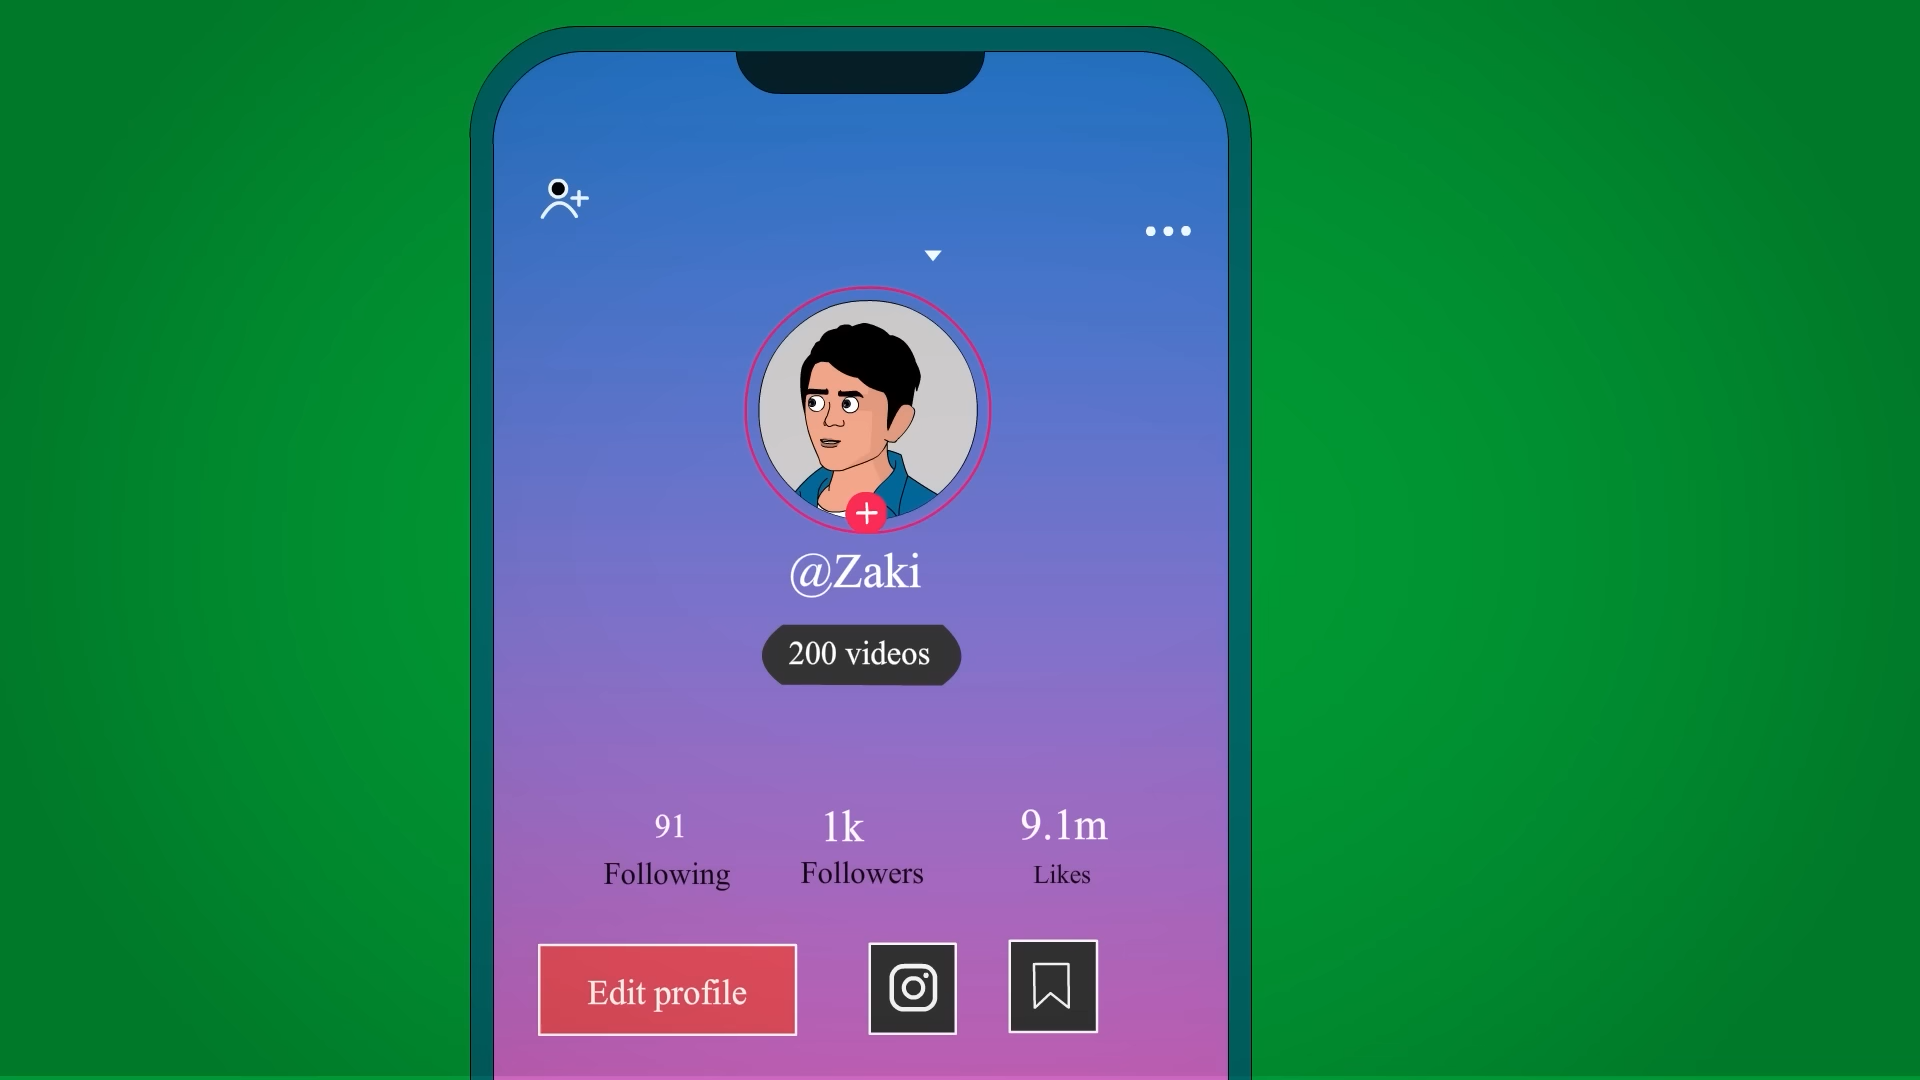 @Zaki
200 videos
91 1k 9.1m
Following Followers Likes
Edit profile